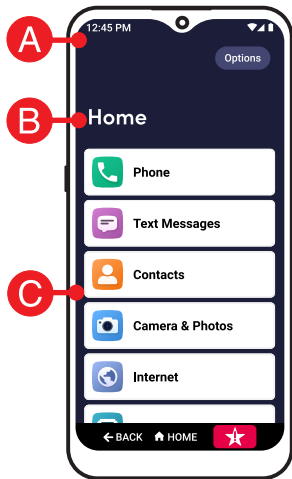 A
12:45 PM
Options
B
Home
Phone
Text Messages
C
Contacts
Camera & Photos
Internet
BACK HOME